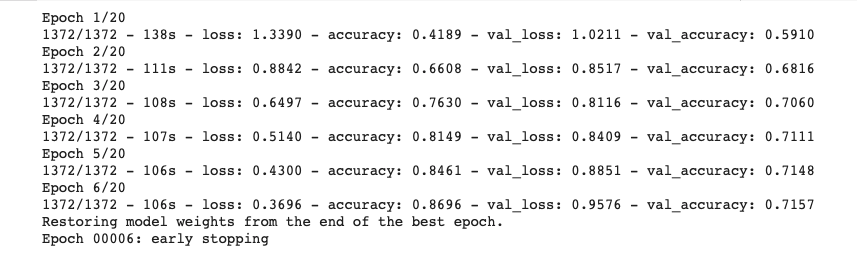 Epoch 1/20
1372/1372 - 138s - loss: 1.3390 - accuracy: 0.4189 - val_loss: 1.0211 - val_accuracy: 0.5910
Epoch 2/20
1372/1372 - 111s - loss: 0.8842 - accuracy: 0.6608 - val_loss: 0.8517 - val_accuracy: 0.6816
Epoch 3/20
1372/1372 - 108s - loss: 0.6497 - accuracy: 0.7630 - val_loss: 0.8116 - val_accuracy: 0.7060
Epoch 4/20
1372/1372 - 107s - loss: 0.5140 - accuracy: 0.8149 - val_loss: 0.8409 - val_accuracy: 0.7111
Epoch 5/20
1372/1372 - 106s - loss: 0.4300 - accuracy: 0.8461 - val_loss: 0.8851 - val_accuracy: 0.7148
Epoch 6/20
1372/1372 - 106s - loss: 0.3696 - accuracy: 0.8696 - val_loss: 0.9576 - val_accuracy: 0.7157
Restoring model weights from the end of the best epoch.
Epoch 00006: early stopping